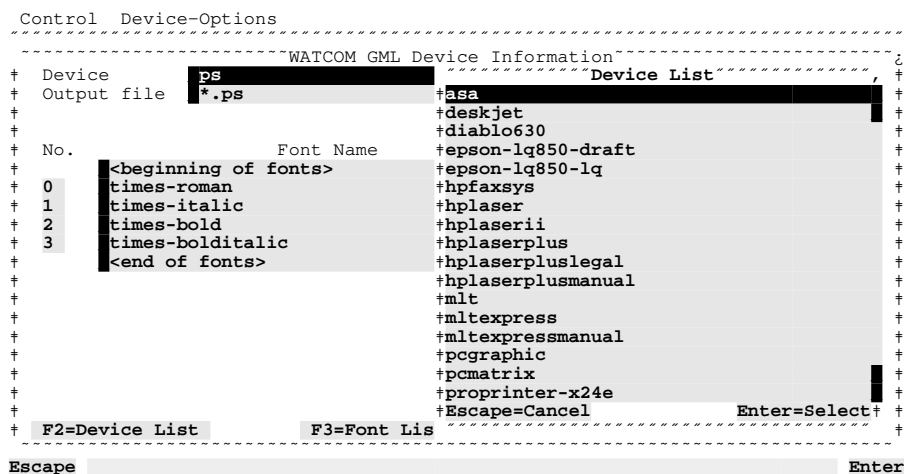 Control Device-Options
WATCOM GML Device Information
Device ps
Device List
Output file *.ps
asa
deskjet
diablo630
No. Font Name
epson-lq850-draft
<beginning of fonts>
epson-lq850-lq
0 times-roman
hpfaxsys
1 times-italic
hplaser
2 times-bold
hplaserii
3 times-bolditalic
hplaserplus
<end of fonts>
hplaserpluslegal
hplaserplusmanual
mlt
mltexpress
mltexpressmanual
pcgraphic
pcmatrix
proprinter-x24e
Escape=Cancel Enter=Select
F2=Device List F3=Font Lis
Escape Enter